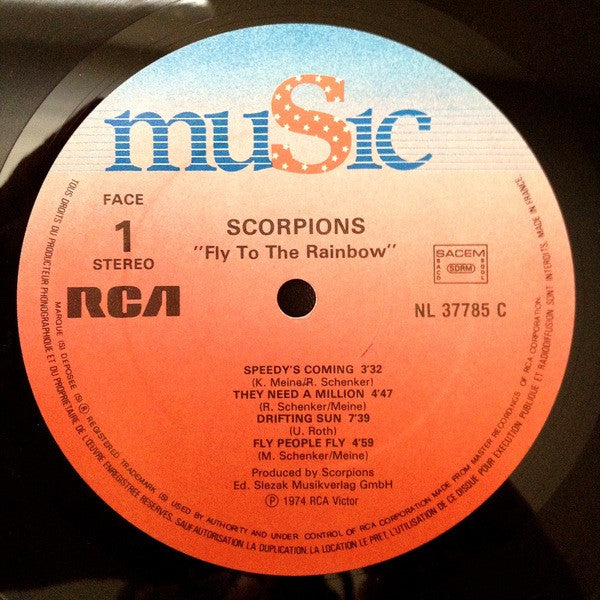 muSic
FACE
1
STEREO
RCA
SCORPIONS
"Fly To The Rainbow"
SACEM
SACD SDRM SGDL
NL 37785 C
SPEEDY'S COMING 3'32
(K. Meine/R. Schenker)
THEY NEED A MILLION 4'47
(R. Schenker/Meine)
DRIFTING SUN 7'39
(U. Roth)
FLY PEOPLE FLY 4'59
(M. Schenker/Meine)
Produced by Scorpions
Ed. Slezak Musikverlag GmbH
℗ 1974 RCA Victor
TOUS DROITS DU PRODUCTEUR PHONOGRAPHIQUE ET DU PROPRIETAIRE DE L'ŒUVRE ENREGISTREE RESERVES. SAUF AUTORISATION LA DUPLICATION, LA LOCATION LE PRET, L'UTILISATION DE CE DISQUE POUR EXECUTION PUBLIQUE ET RADIODIFFUSION SONT INTERDITS. MADE IN FRANCE.
MARQUE (S) DEPOSEE (S) ® REGISTERED TRADEMARK (S) USED BY AUTHORITY AND UNDER CONTROL OF RCA CORPORATION MADE FROM MASTER RECORDINGS OF RCA CORPORATION.